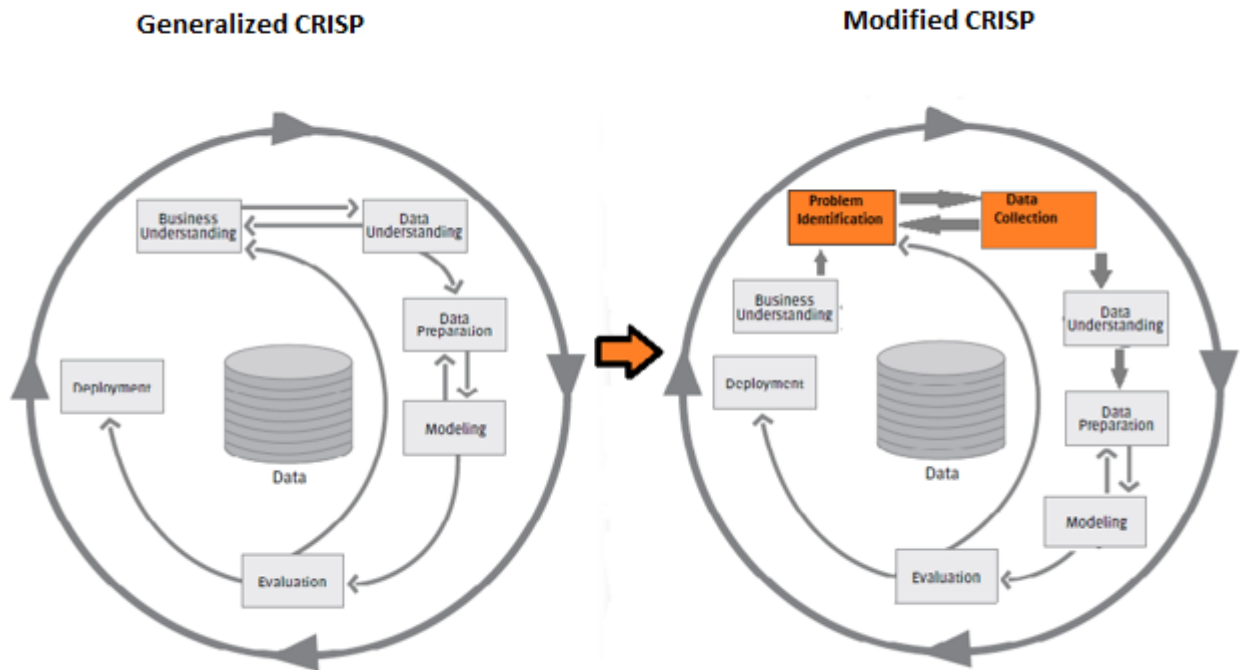 Generalized CRISP
Business
Understanding
Data
Understanding
Data
Preparation
Deployment
Modeling
Data
Evaluation
Modified CRISP
Problem
Identification
Data
Collection
Business
Understanding
Data
Understanding
Deployment
Data
Preparation
Data
Modeling
Evaluation